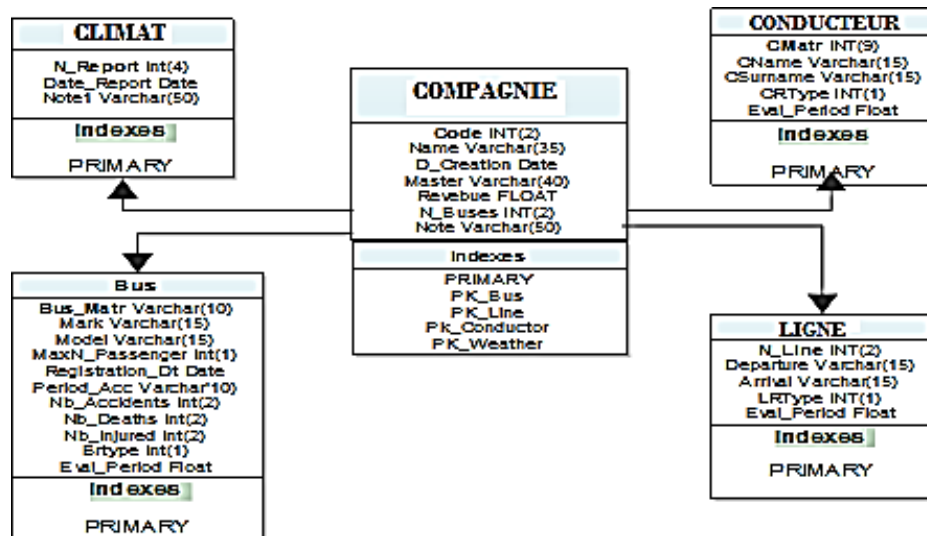 CLIMAT
N_Report Int(4)
Date_Report Date
Note1 Varchar(50)
Indexes
PRIMARY
COMPAGNIE
Code INT(2)
Name Varchar(35)
D_Creation Date
Master Varchar(40)
Revebue FLOAT
N_Buses INT(2)
Note Varchar(50)
Indexes
PRIMARY
PK_Bus
PK_Line
Pk_Conductor
PK_Weather
CONDUCTEUR
CMatr INT(9)
CName Varchar(15)
CSurname Varchar(15)
CRType INT(1)
Eval_Period Float
Indexes
PRIMARY
Bus
Bus_Matr Varchar(10)
Mark Varchar(15)
Model Varchar(15)
MaxN_Passenger Int(1)
Registration_Dt Date
Period_Acc Varchar*10)
Nb_Accidents Int(2)
Nb_Deaths Int(2)
Nb_Injured Int(2)
Brtype Int(1)
Eval_Period Float
Indexes
PRIMARY
LIGNE
N_Line INT(2)
Departure Varchar(15)
Arrival Varchar(15)
LRType INT(1)
Eval_Period Float
Indexes
PRIMARY